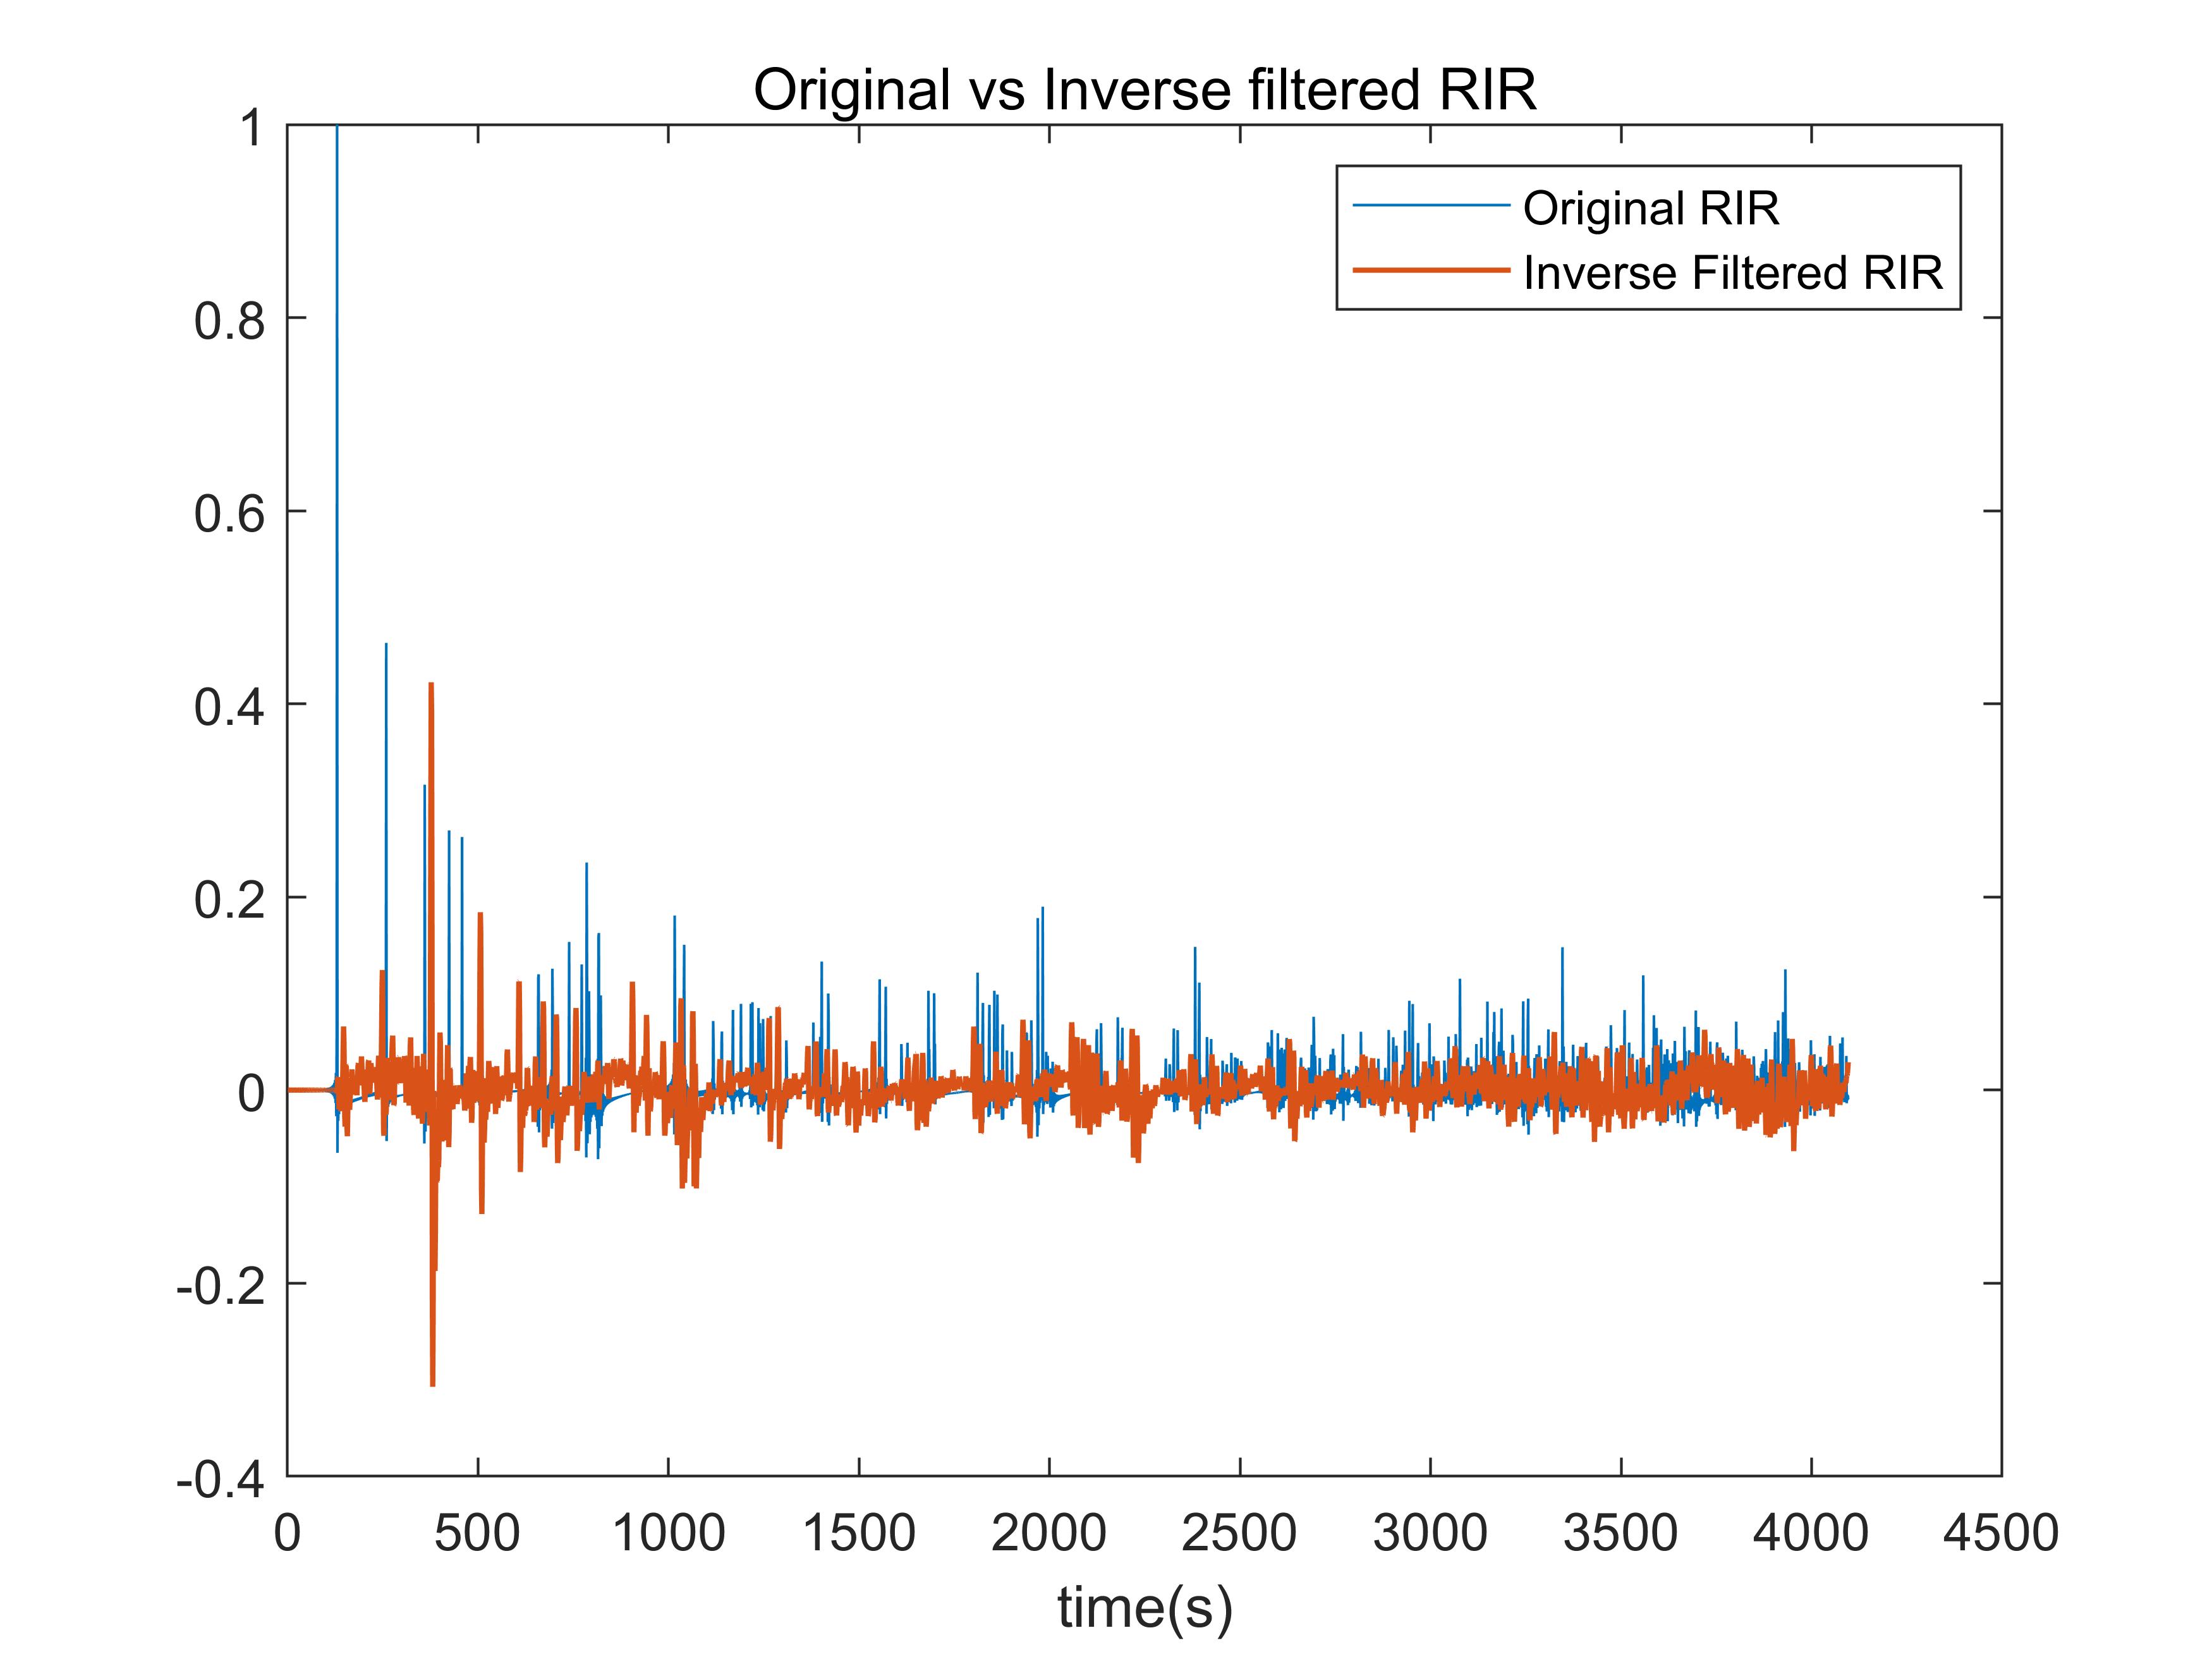 Original vs Inverse filtered RIR
1
0.8
0.6
0.4
0.2
0
-0.2
-0.4
Original RIR
Inverse Filtered RIR
0 500 1000 1500 2000 2500 3000 3500 4000 4500
time(s)